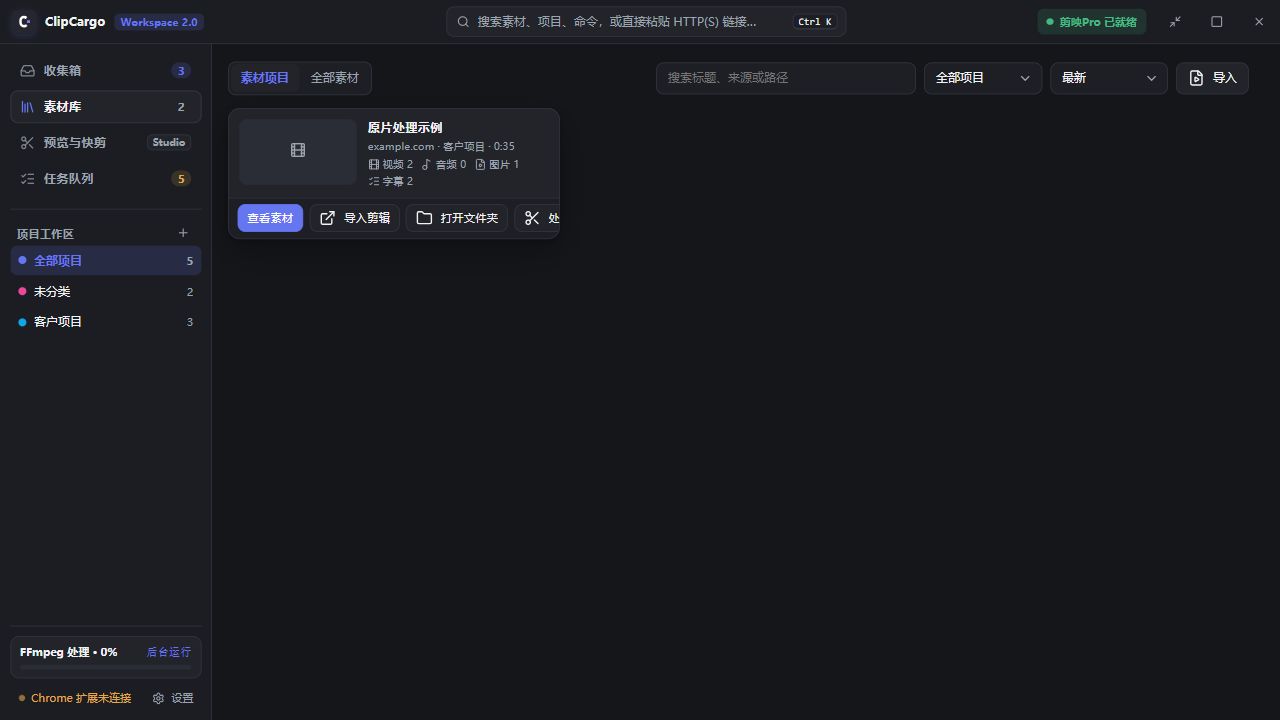 ClipCargo Workspace 2.0
搜索素材、项目、命令，或直接粘贴 HTTP(S) 链接... Ctrl K
剪映Pro 已就绪
收集箱 3
素材库 2
预览与快剪 Studio
任务队列 5
项目工作区 +
全部项目 5
未分类 2
客户项目 3
FFmpeg 处理 • 0% 后台运行
Chrome 扩展未连接 设置
素材项目 全部素材
搜索标题、来源或路径 全部项目 最新 导入
原片处理示例
example.com · 客户项目 · 0:35
视频 2 音频 0 图片 1
字幕 2
查看素材 导入剪辑 打开文件夹 处